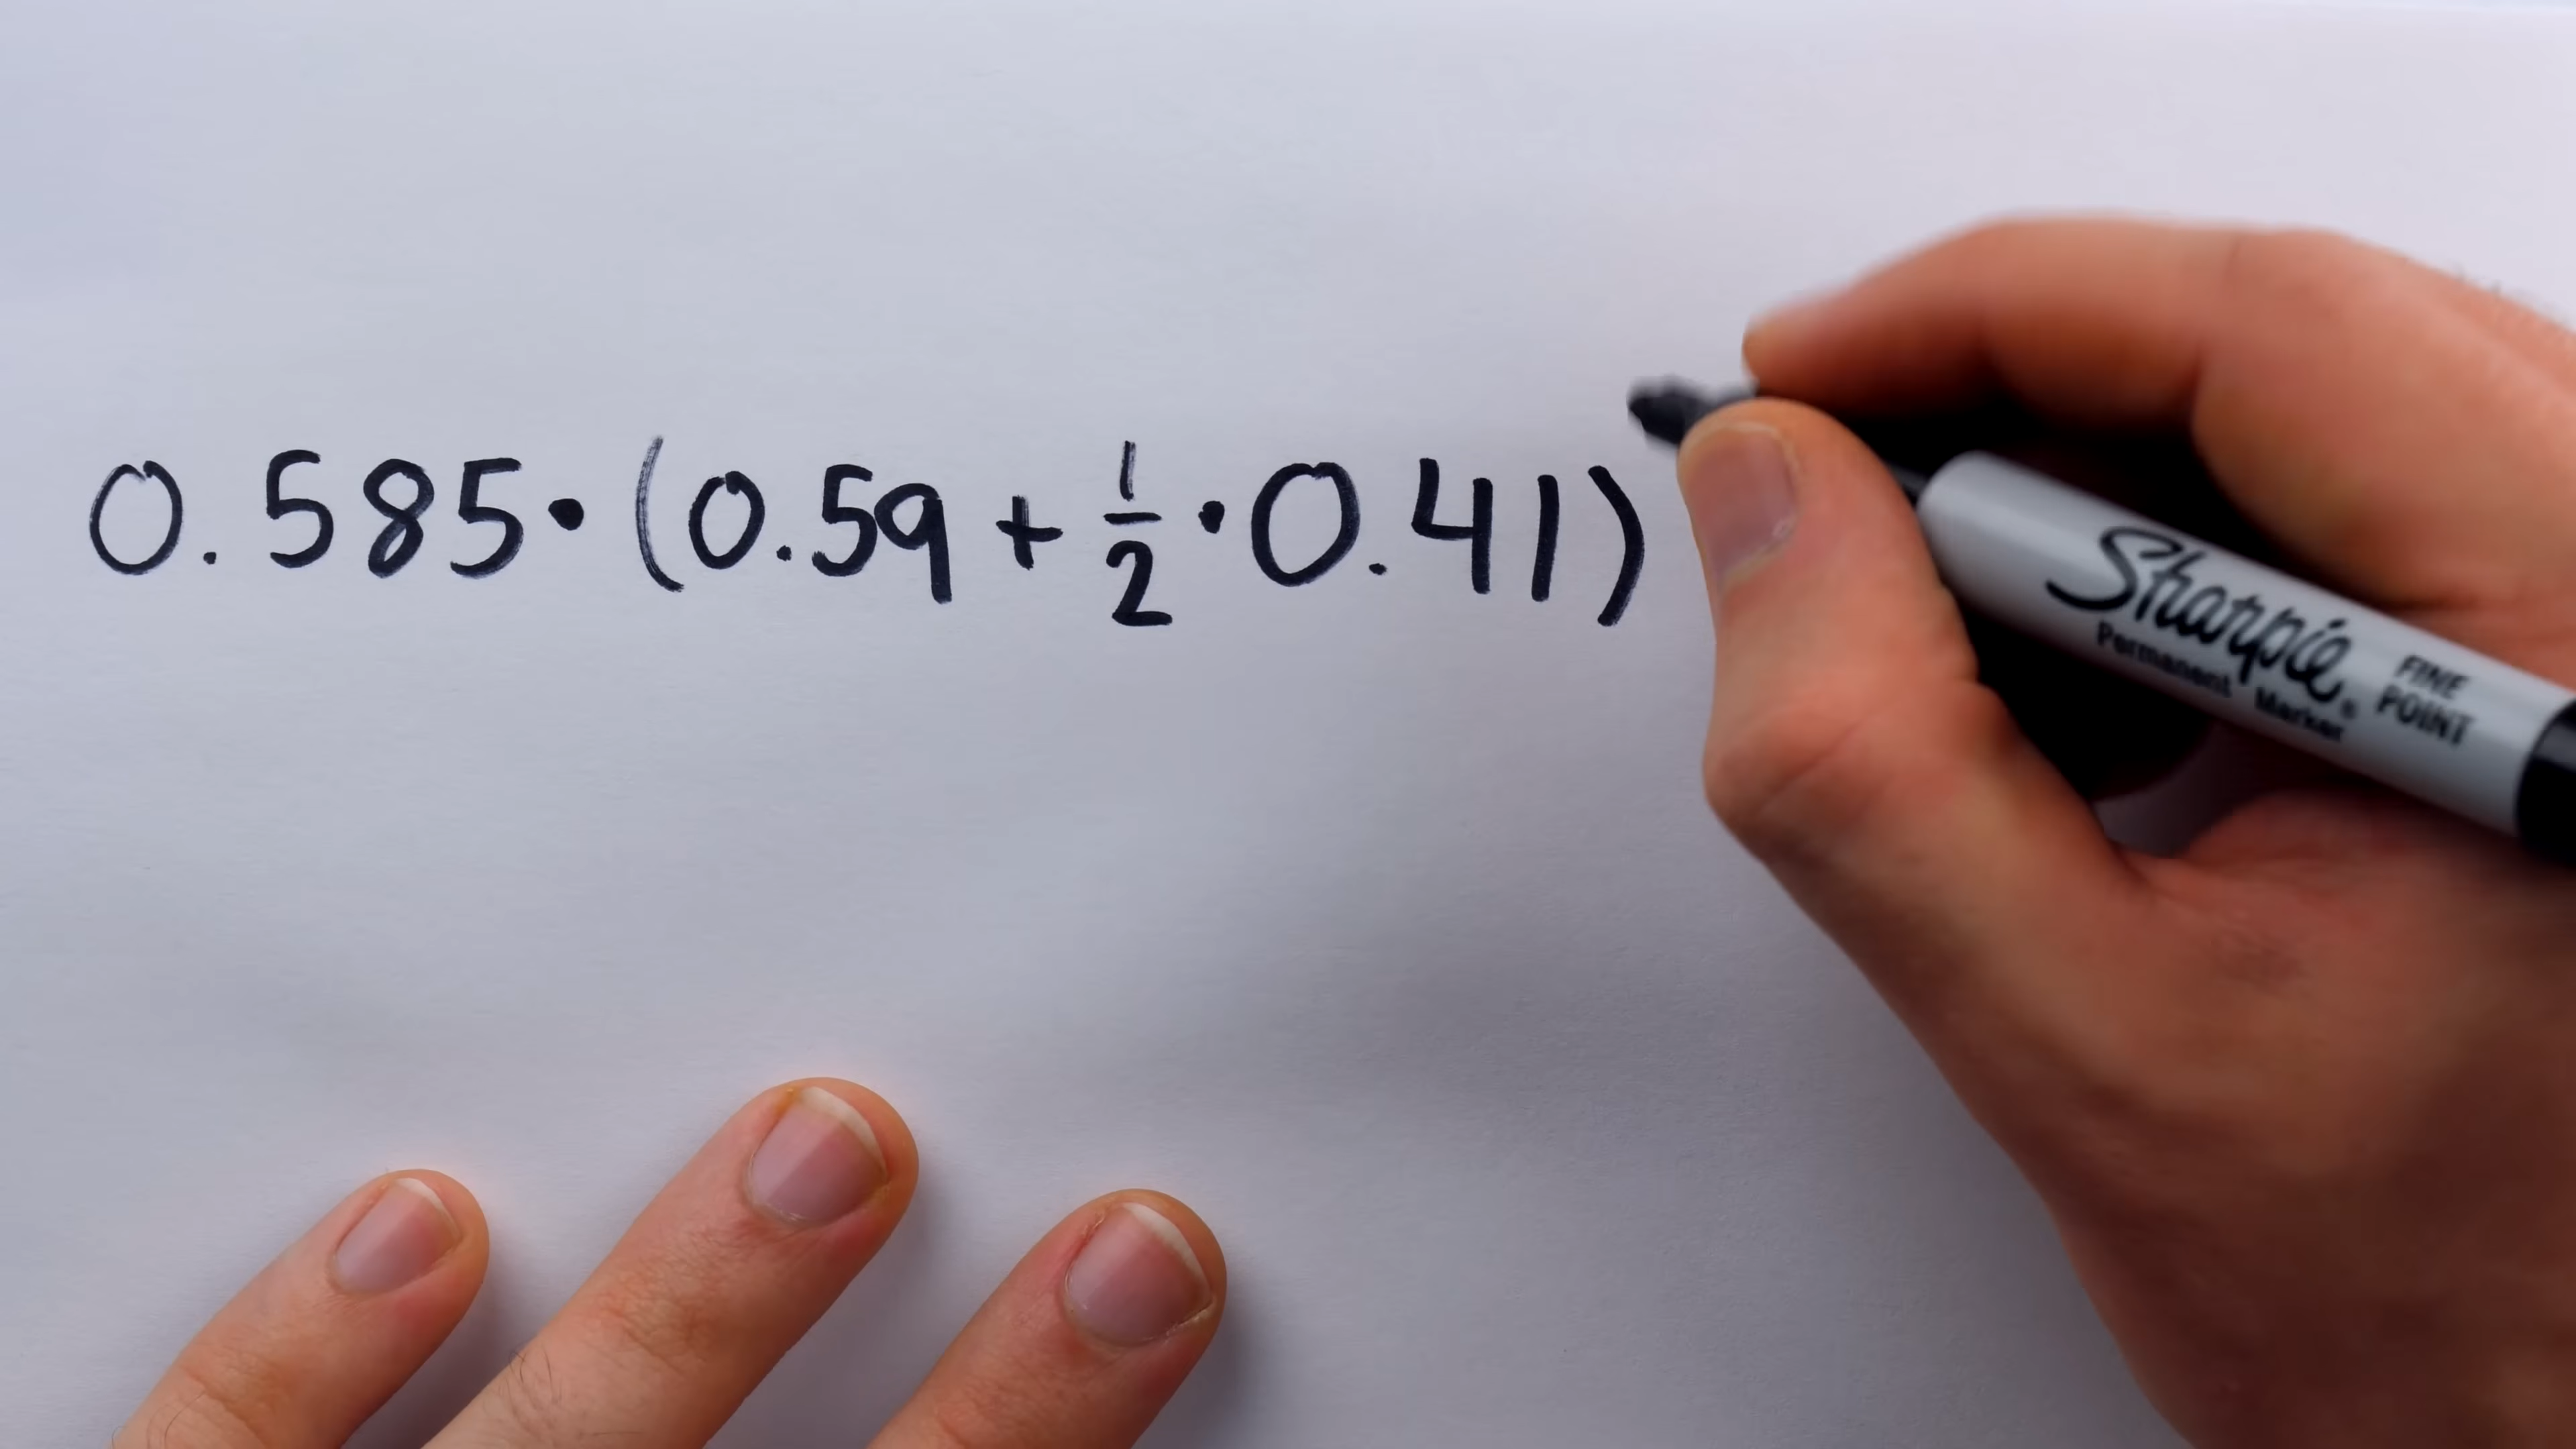 0.585·(0.59 + 1/2 · 0.41)
Sharpie®
Permanent Marker
FINE
POINT